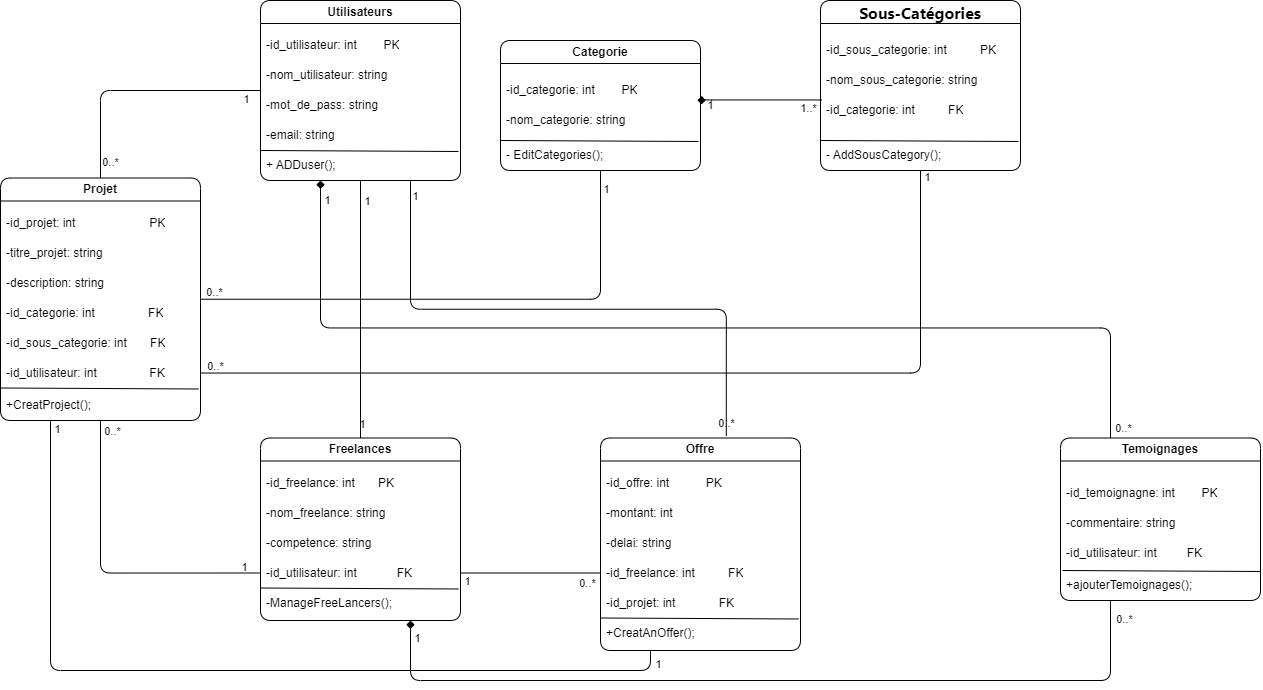 Utilisateurs
-id_utilisateur: int PK
-nom_utilisateur: string
-mot_de_pass: string
-email: string
+ ADDuser();
Categorie
-id_categorie: int PK
-nom_categorie: string
- EditCategories();
Sous-Catégories
-id_sous_categorie: int PK
-nom_sous_categorie: string
-id_categorie: int FK
- AddSousCategory();
1
1..*
1
0..*
1
1
1
1
1
Projet
-id_projet: int PK
-titre_projet: string
-description: string
-id_categorie: int FK
-id_sous_categorie: int FK
-id_utilisateur: int FK
+CreatProject();
0..*
0..*
1
0..*
1
0..*
0..*
Freelances
-id_freelance: int PK
-nom_freelance: string
-competence: string
-id_utilisateur: int FK
-ManageFreeLancers();
1
1
0..*
Offre
-id_offre: int PK
-montant: int
-delai: string
-id_freelance: int FK
-id_projet: int FK
+CreatAnOffer();
Temoignages
-id_temoignagne: int PK
-commentaire: string
-id_utilisateur: int FK
+ajouterTemoignages();
1
1
0..*